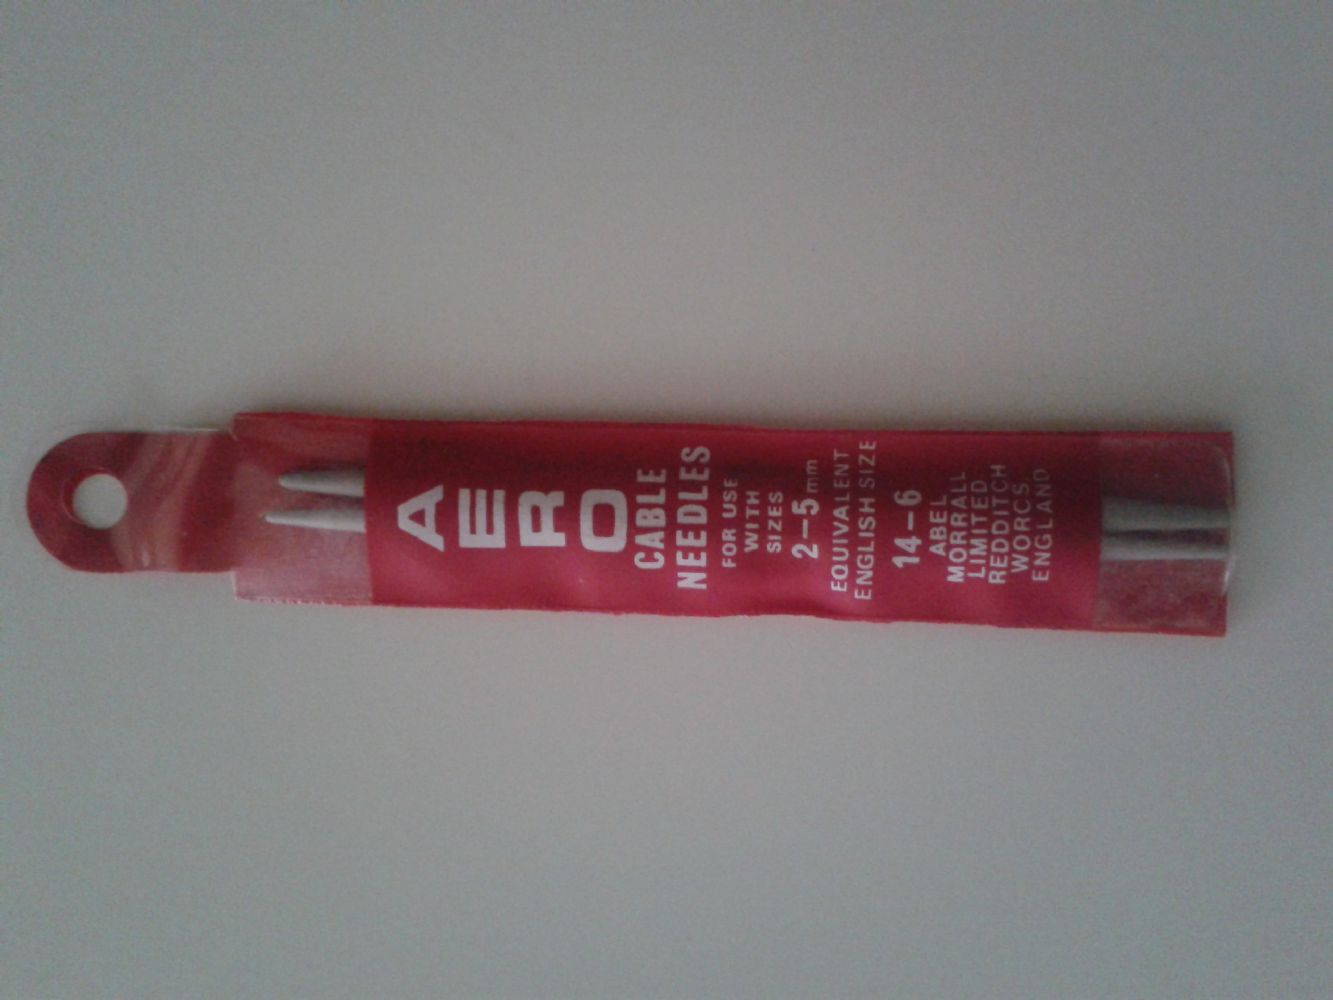 AERO
CABLE
NEEDLES
FOR USE
WITH
SIZES
2-5mm
EQUIVALENT
ENGLISH SIZE
14-6
ABEL
MORRALL
LIMITED
REDDITCH
WORCS.
ENGLAND